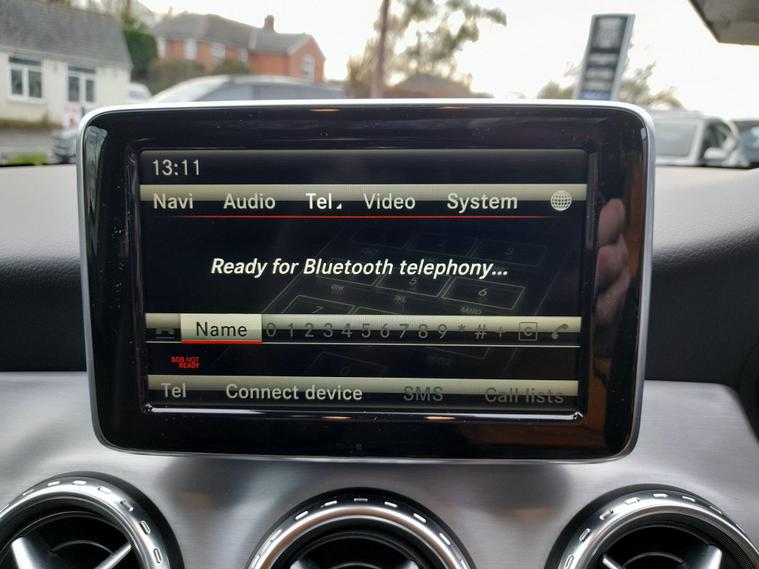 13:11
Navi Audio Tel Video System
Ready for Bluetooth telephony...
Name 0 1 2 3 4 5 6 7 8 9 * # + C
SOS NOT
READY
Tel Connect device SMS Call lists